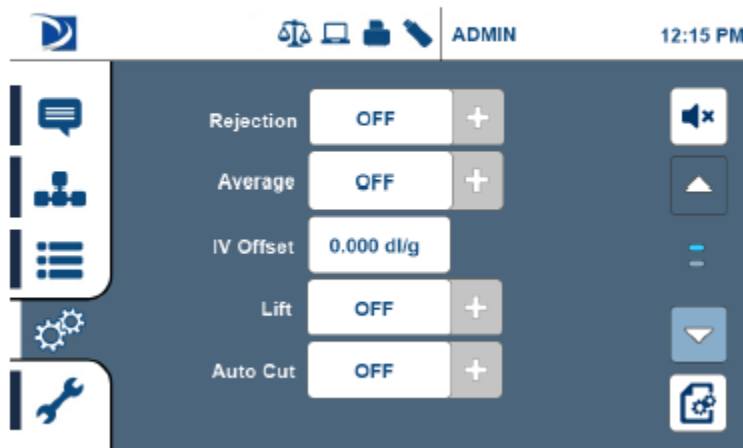 ADMIN 12:15 PM
Rejection OFF
Average OFF
IV Offset 0.000 dl/g
Lift OFF
Auto Cut OFF